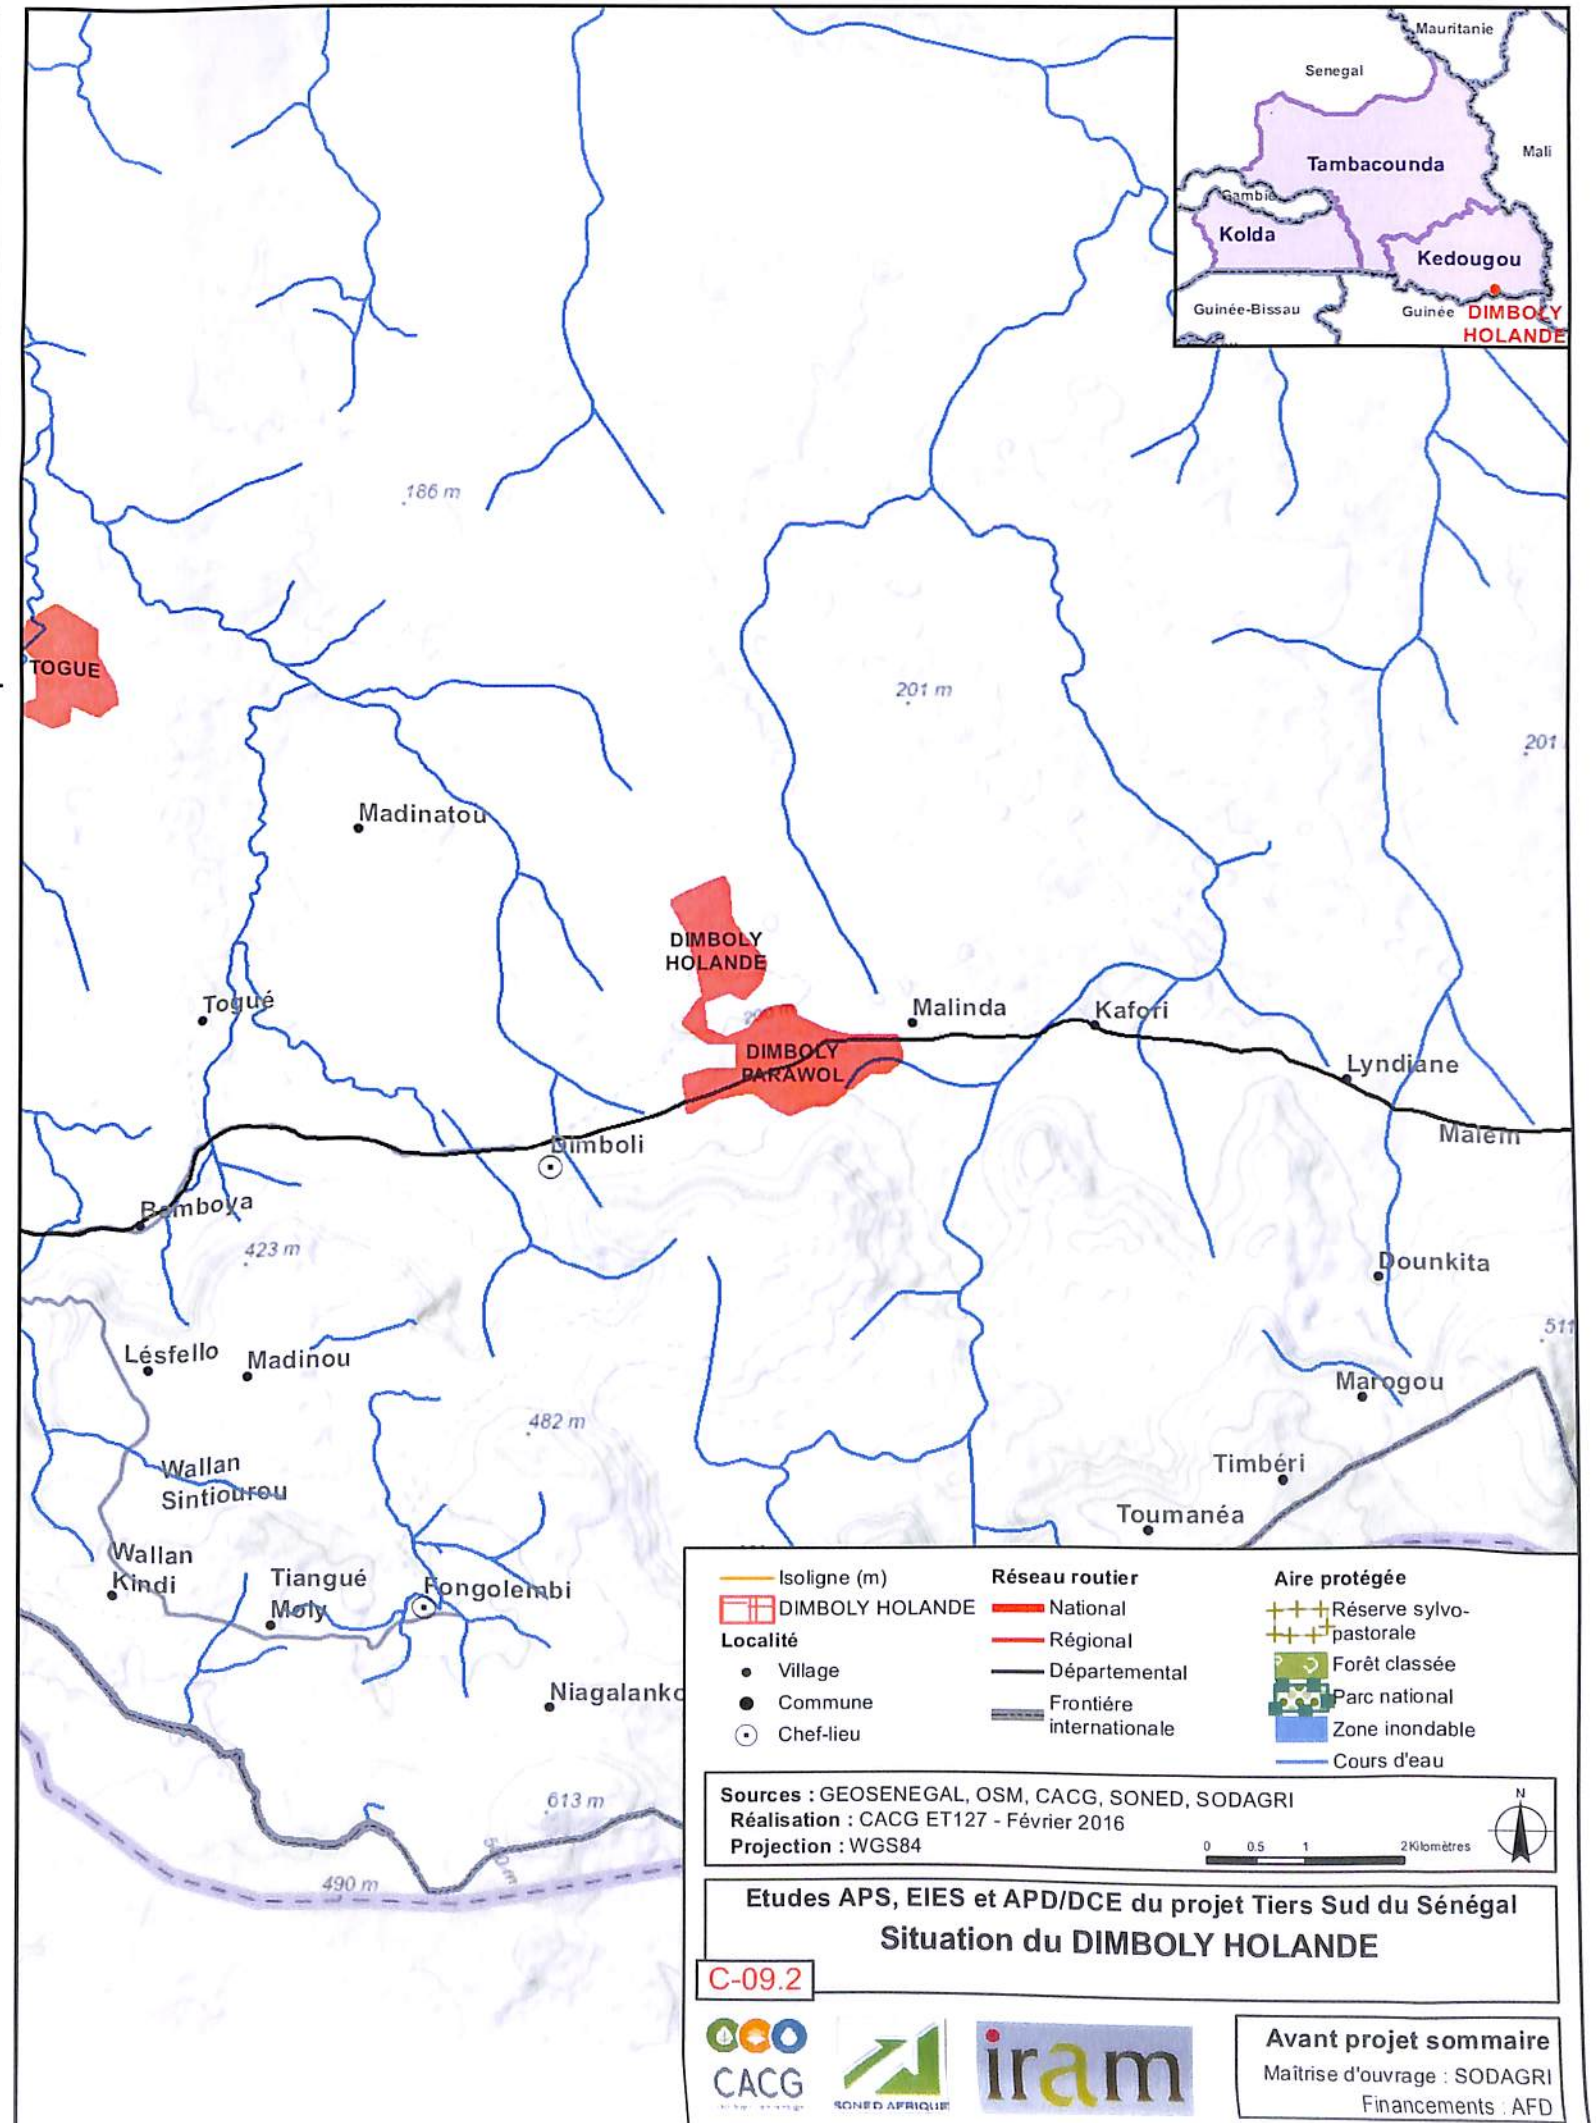 Mauritanie
Senegal
Mali
Tambacounda
Gambie
Kolda
Kedougou
Guinée-Bissau
Guinée
DIMBOLY
HOLANDE
186 m
TOGUE
201 m
201
Madinatou
DIMBOLY
HOLANDE
200 m
Togué
Malinda
Kafori
DIMBOLY
PARAWOL
Lyndiane
Malem
Dimboli
Bamboya
423 m
Dounkita
511
Lésfello
Madinou
Marogou
482 m
Wallan
Sintiourou
Timbéri
Toumanéa
Wallan
Kindi
Tiangué
Moly
Fongolembi
Niagalanko
613 m
490 m
Isoligne (m)
DIMBOLY HOLANDE
Localité
Village
Commune
Chef-lieu
Réseau routier
National
Régional
Départemental
Frontiére
internationale
Aire protégée
Réserve sylvo-
pastorale
Forêt classée
Parc national
Zone inondable
Cours d'eau
Sources : GEOSENEGAL, OSM, CACG, SONED, SODAGRI
Réalisation : CACG ET127 - Février 2016
Projection : WGS84
0 0.5 1 2 Kilomètres
N
Etudes APS, EIES et APD/DCE du projet Tiers Sud du Sénégal
Situation du DIMBOLY HOLANDE
C-09.2
CACG
SONED AFRIQUE
iram
Avant projet sommaire
Maîtrise d'ouvrage : SODAGRI
Financements : AFD